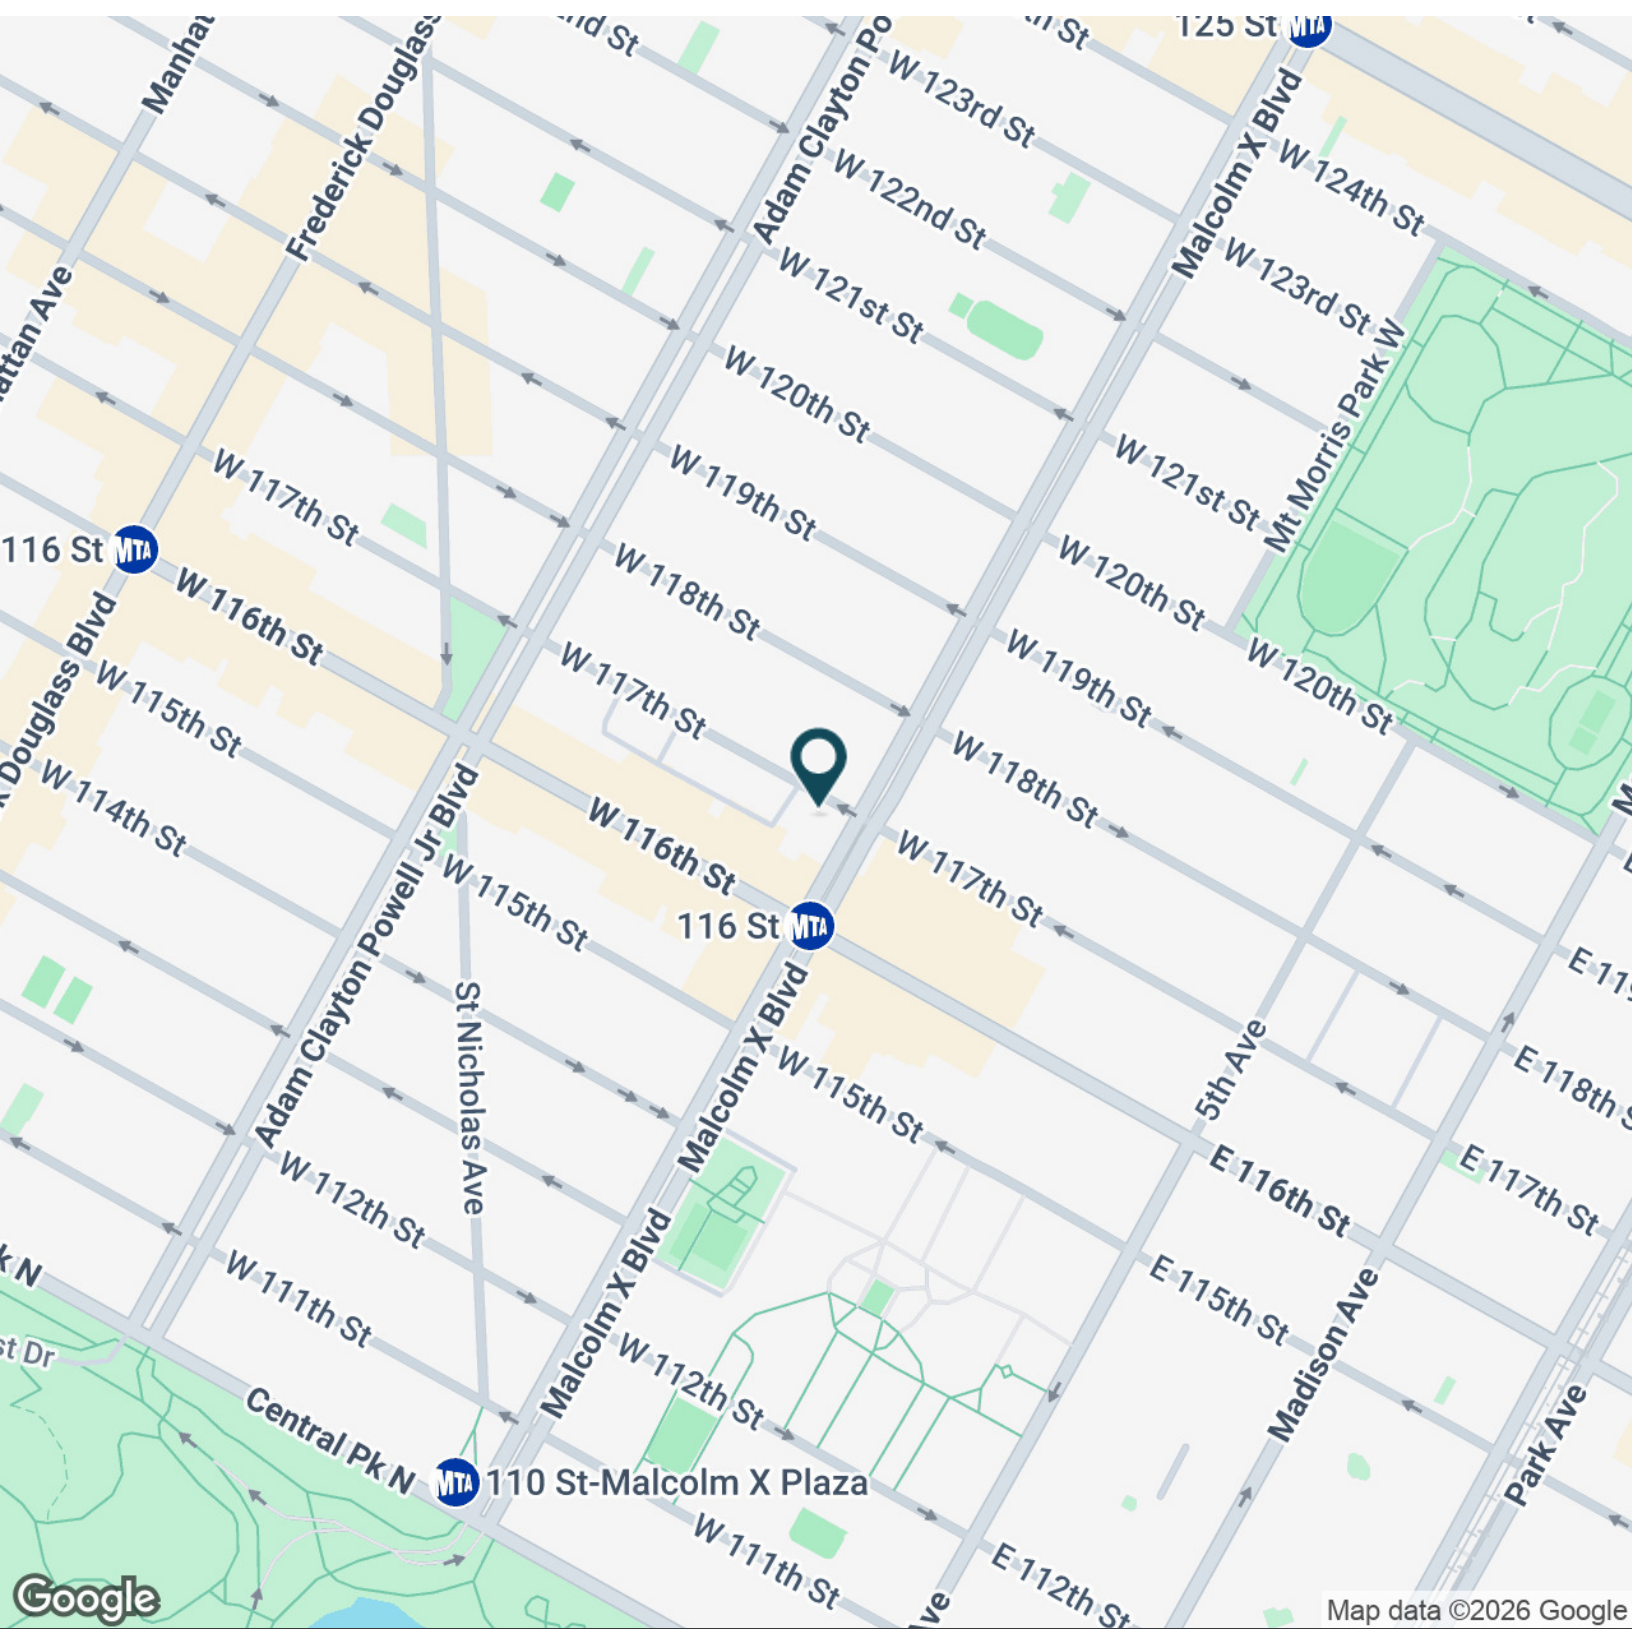 125 St
MTA
W 123rd St
W 124th St
W 122nd St
W 123rd St
Frederick Douglass
Adam Clayton Po
Malcolm X Blvd
W 121st St
Mt Morris Park W
W 120th St
W 121st St
W 119th St
W 117th St
W 120th St
116 St
MTA
W 118th St
W 116th St
W 119th St
W 120th St
W 115th St
W 117th St
W 118th St
W 114th St
W 116th St
W 117th St
Adam Clayton Powell Jr Blvd
W 115th St
116 St
MTA
Malcolm X Blvd
St Nicholas Ave
W 115th St
5th Ave
E 118th S
E 117th St
E 116th St
W 112th St
E 115th St
Malcolm X Blvd
W 111th St
Madison Ave
W 112th St
Park Ave
Central Pk N
MTA
110 St-Malcolm X Plaza
W 111th St
E 112th St
Google
Map data ©2026 Google